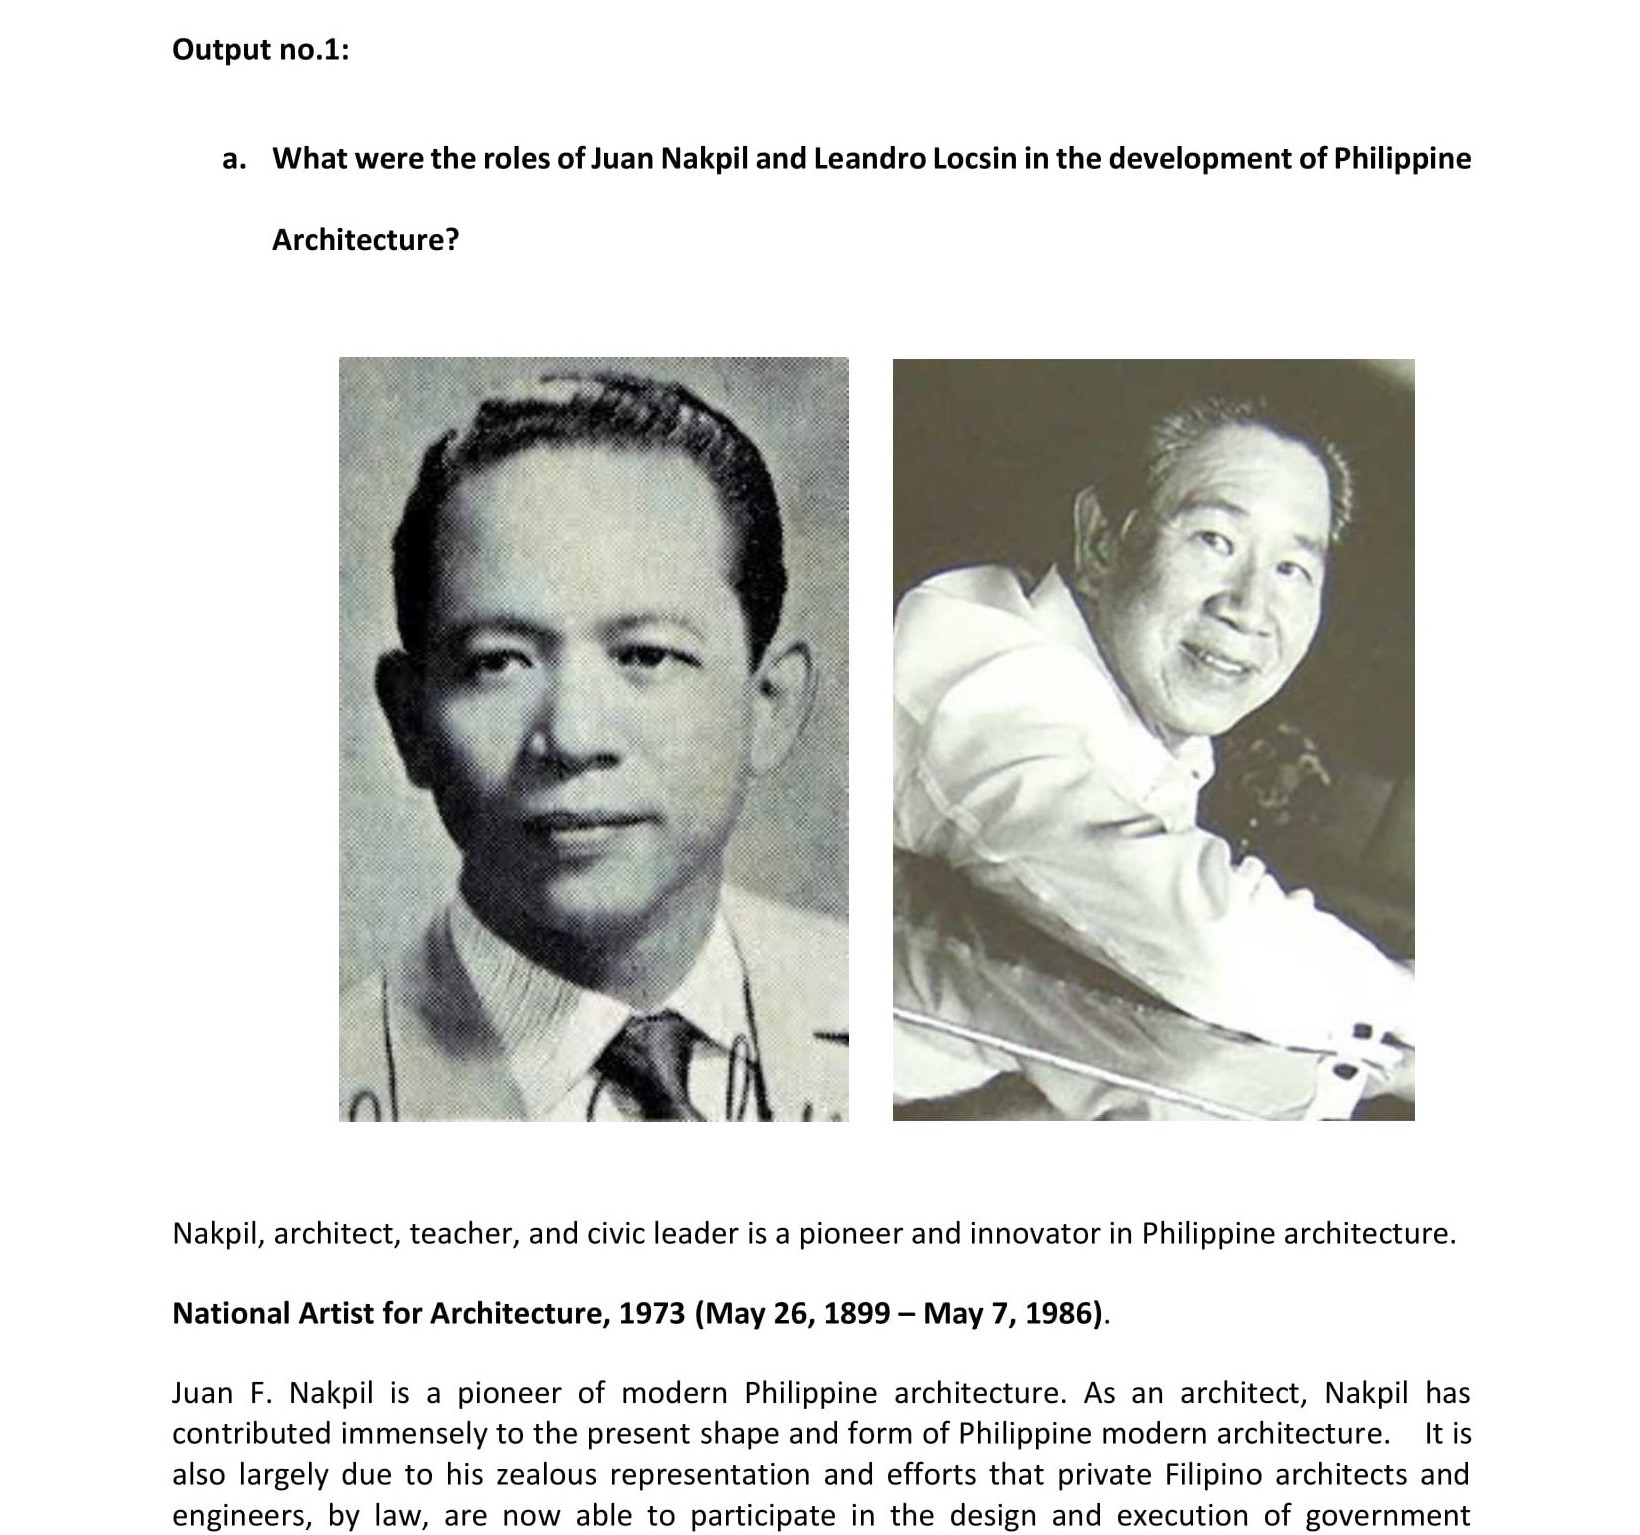 Output no.1:
a. What were the roles of Juan Nakpil and Leandro Locsin in the development of Philippine
Architecture?
Nakpil, architect, teacher, and civic leader is a pioneer and innovator in Philippine architecture.
National Artist for Architecture, 1973 (May 26, 1899 – May 7, 1986).
Juan F. Nakpil is a pioneer of modern Philippine architecture. As an architect, Nakpil has
contributed immensely to the present shape and form of Philippine modern architecture. It is
also largely due to his zealous representation and efforts that private Filipino architects and
engineers, by law, are now able to participate in the design and execution of government